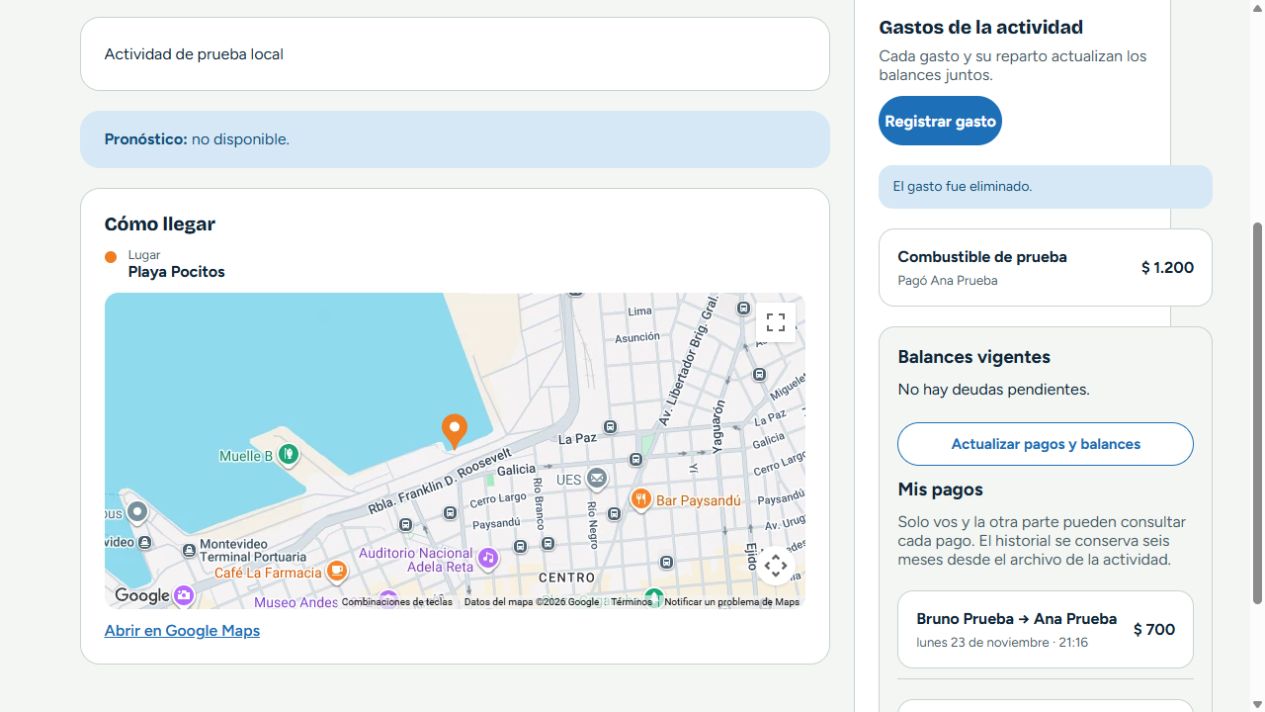 Actividad de prueba local
Pronóstico: no disponible.
Cómo llegar
Lugar
Playa Pocitos
Lima
Asunción
Av. Libertador Brig. Gral.
Miguelete
La Paz
La Paz
Yaguarón
Galicia
Muelle B
Rbla. Franklin D. Roosevelt
Galicia
UES
Yí
Cerro Largo
Cerro Largo
Río Branco
Bar Paysandú
Paysandú
Paysandú
Río Negro
Av. Urug
Montevideo
Terminal Portuaria
Auditorio Nacional
Adela Reta
Ejido
Café La Farmacia
CENTRO
Google
Museo Andes
Combinaciones de teclas
Datos del mapa ©2026 Google
Términos
Notificar un problema de Maps
Abrir en Google Maps
Gastos de la actividad
Cada gasto y su reparto actualizan los
balances juntos.
Registrar gasto
El gasto fue eliminado.
Combustible de prueba
$ 1.200
Pagó Ana Prueba
Balances vigentes
No hay deudas pendientes.
Actualizar pagos y balances
Mis pagos
Solo vos y la otra parte pueden consultar
cada pago. El historial se conserva seis
meses desde el archivo de la actividad.
Bruno Prueba → Ana Prueba
$ 700
lunes 23 de noviembre · 21:16